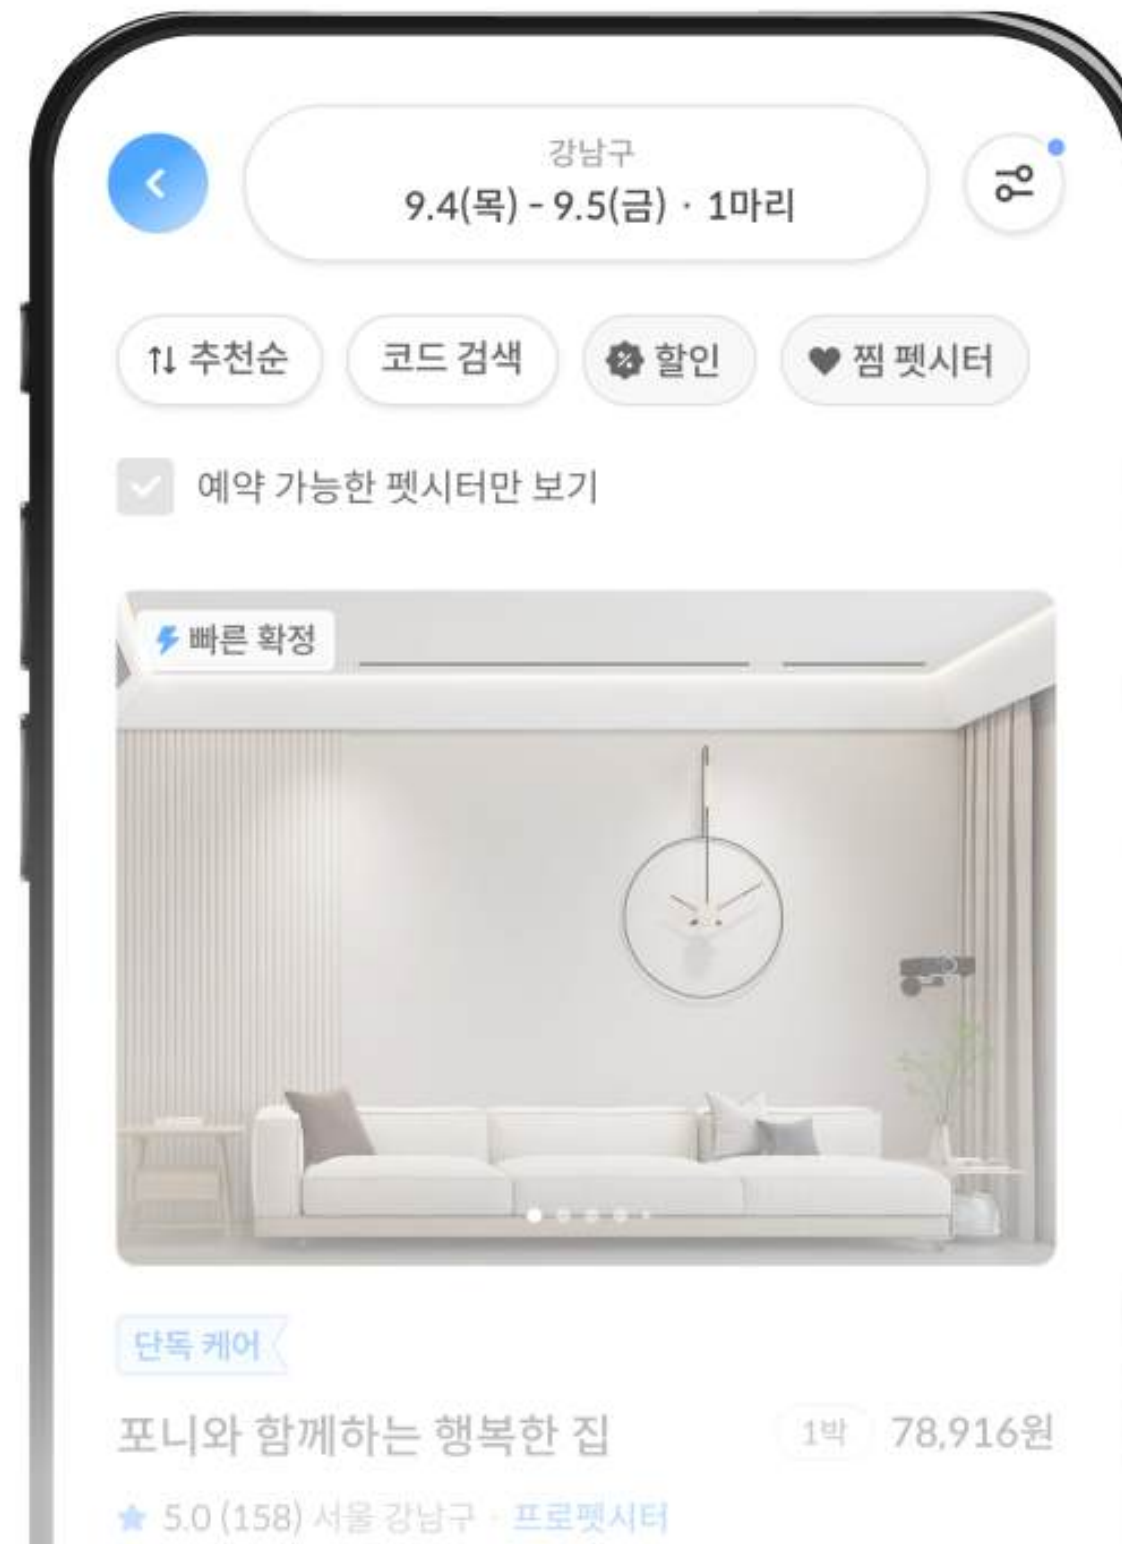 강남구
9.4(목) - 9.5(금) · 1마리
추천순 코드 검색 할인 찜 펫시터
예약 가능한 펫시터만 보기
빠른 확정
단독 케어
포니와 함께하는 행복한 집 1박 78,916원
5.0 (158) 서울 강남구 · 프로펫시터